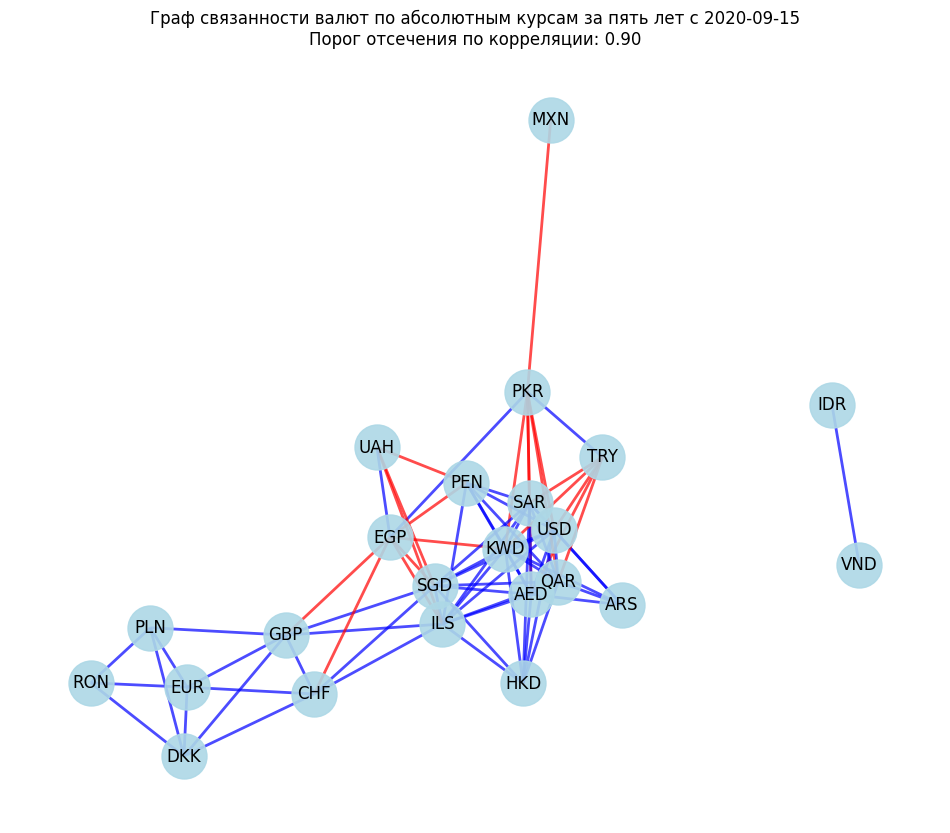 Граф связанности валют по абсолютным курсам за пять лет с 2020-09-15
Порог отсечения по корреляции: 0.90
MXN
PKR
IDR
UAH
TRY
PEN
SAR
USD
EGP
KWD
VND
QAR
SGD
AED
ARS
ILS
PLN
GBP
RON
EUR
CHF
HKD
DKK